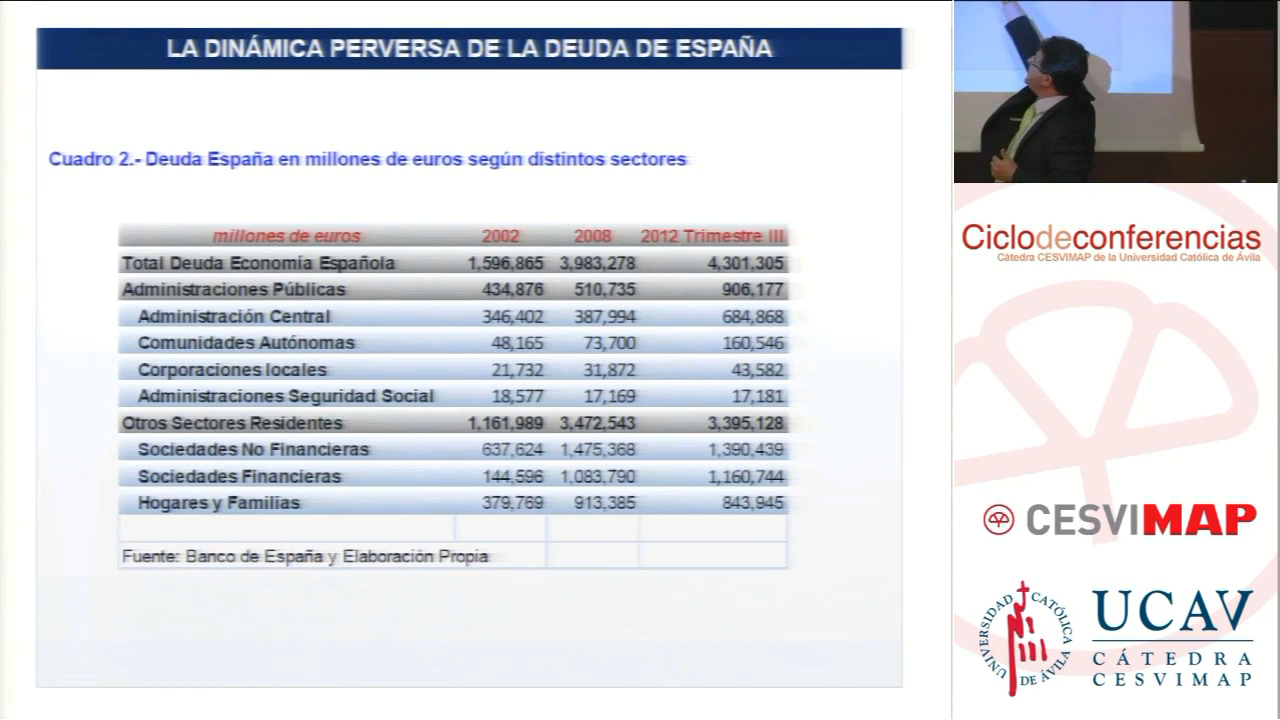 LA DINÁMICA PERVERSA DE LA DEUDA DE ESPAÑA
Cuadro 2.- Deuda España en millones de euros según distintos sectores
millones de euros 2002 2008 2012 Trimestre III
Total Deuda Economía Española 1,596,865 3,983,278 4,301,305
Administraciones Públicas 434,876 510,735 906,177
Administración Central 346,402 387,994 684,868
Comunidades Autónomas 48,165 73,700 160,546
Corporaciones locales 21,732 31,872 43,582
Administraciones Seguridad Social 18,577 17,169 17,181
Otros Sectores Residentes 1,161,989 3,472,543 3,395,128
Sociedades No Financieras 637,624 1,475,368 1,390,439
Sociedades Financieras 144,596 1,083,790 1,160,744
Hogares y Familias 379,769 913,385 843,945
Fuente: Banco de España y Elaboración Propia
Ciclodeconferencias
Cátedra CESVIMAP de la Universidad Católica de Ávila
CESVIMAP
UNIVERSIDAD CATÓLICA DE ÁVILA
UCAV
CÁTEDRA
CESVIMAP